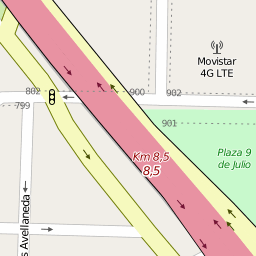 Movistar
4G LTE
802
900
902
799
901
Plaza 9
de Julio
Km 8,5
8,5
s Avellaneda